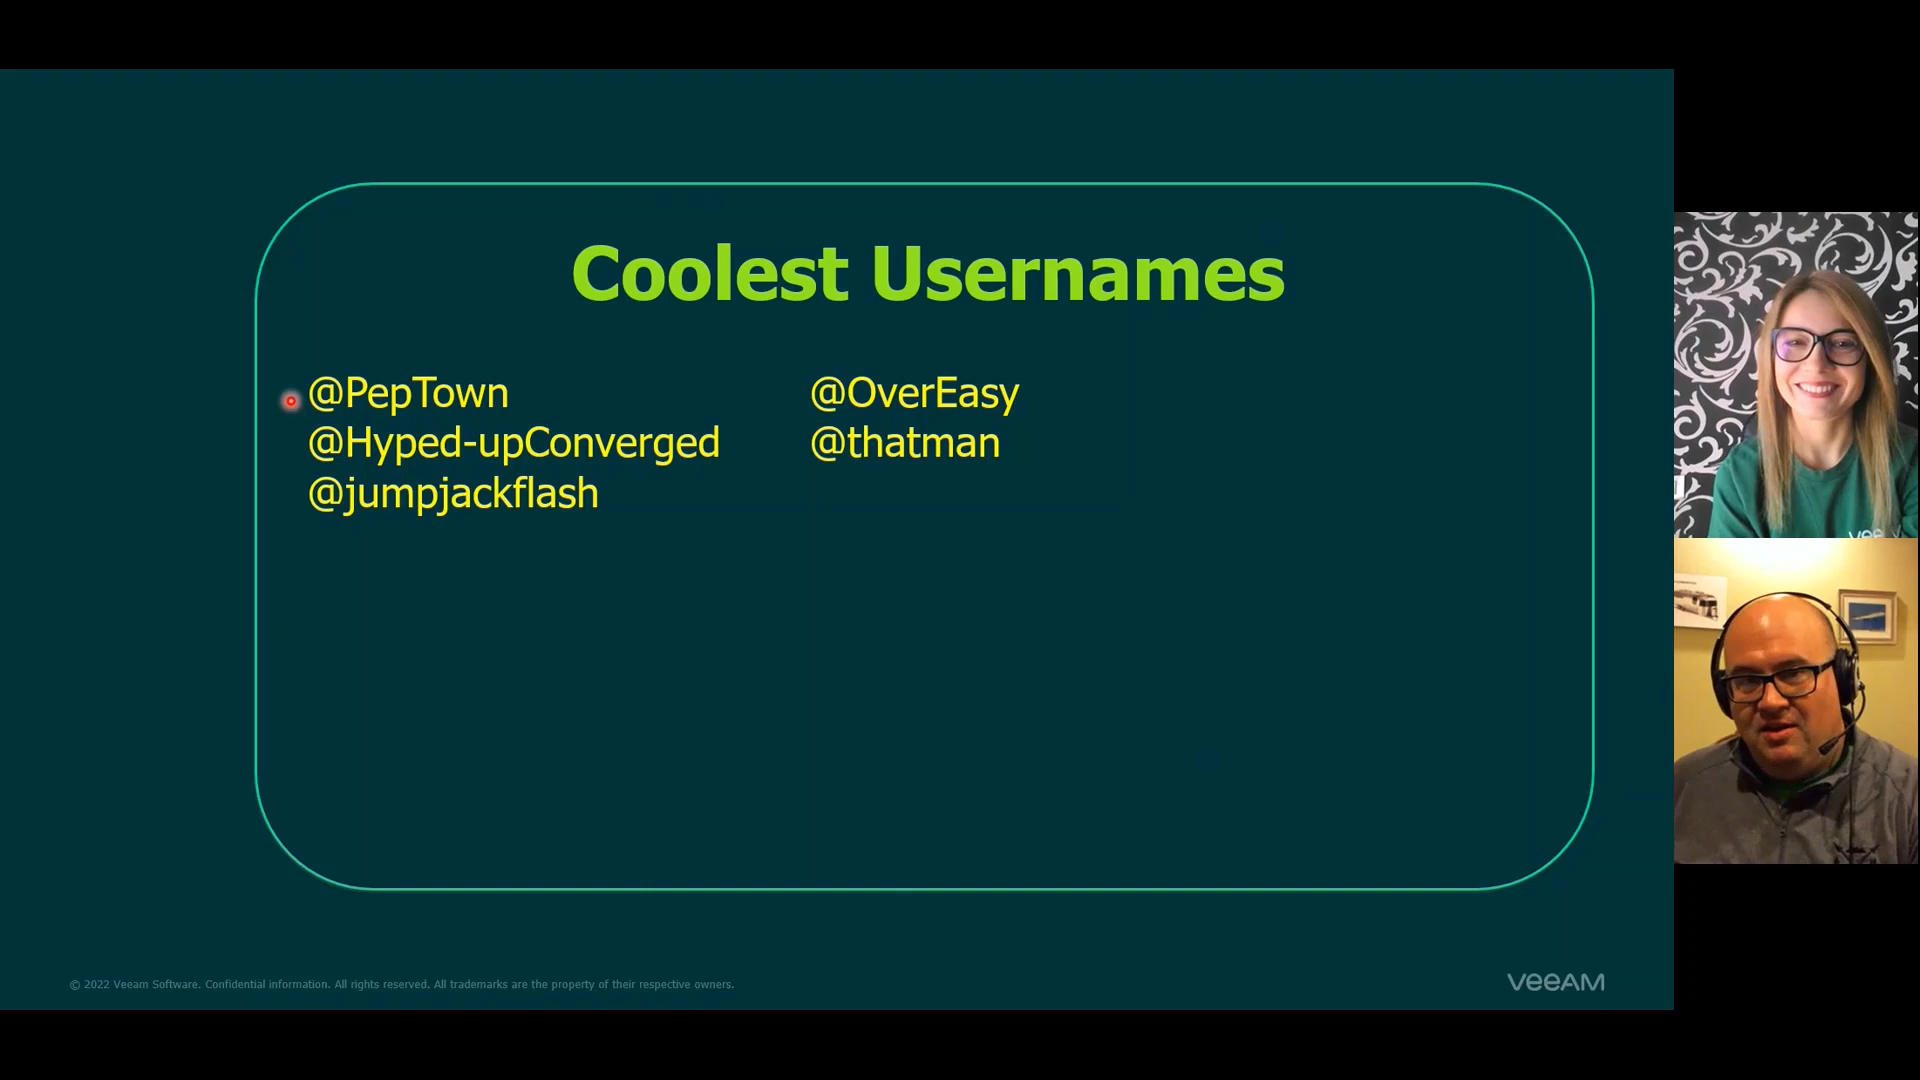 Coolest Usernames
@PepTown
@Hyped-upConverged
@jumpjackflash
@OverEasy
@thatman
© 2022 Veeam Software. Confidential information. All rights reserved. All trademarks are the property of their respective owners.
VeeAM